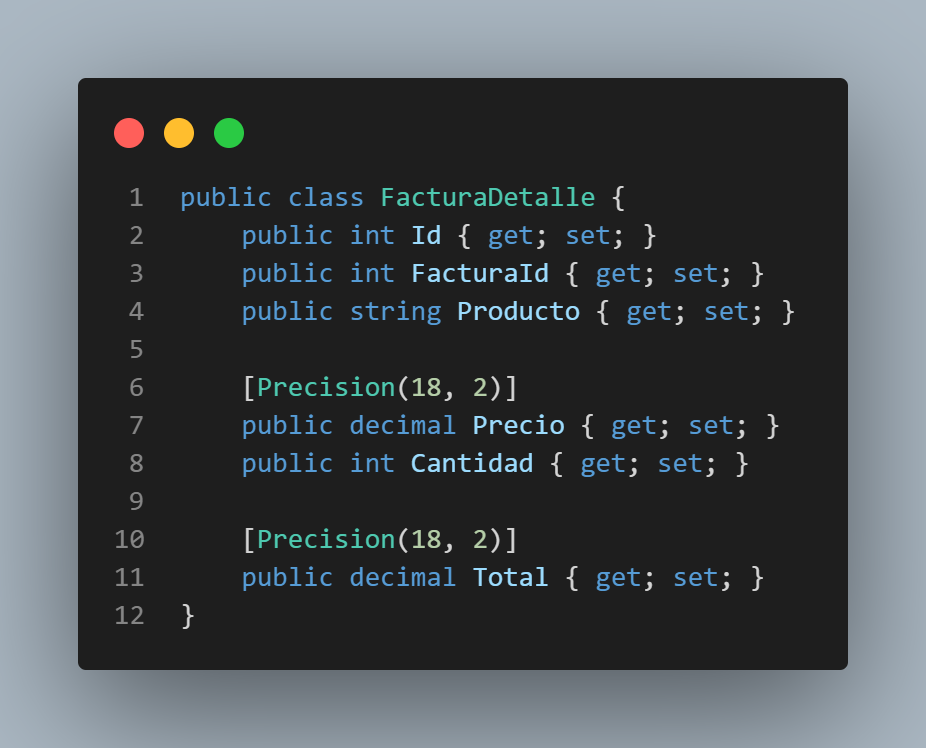 1 public class FacturaDetalle {
2     public int Id { get; set; }
3     public int FacturaId { get; set; }
4     public string Producto { get; set; }
5
6     [Precision(18, 2)]
7     public decimal Precio { get; set; }
8     public int Cantidad { get; set; }
9
10     [Precision(18, 2)]
11     public decimal Total { get; set; }
12 }